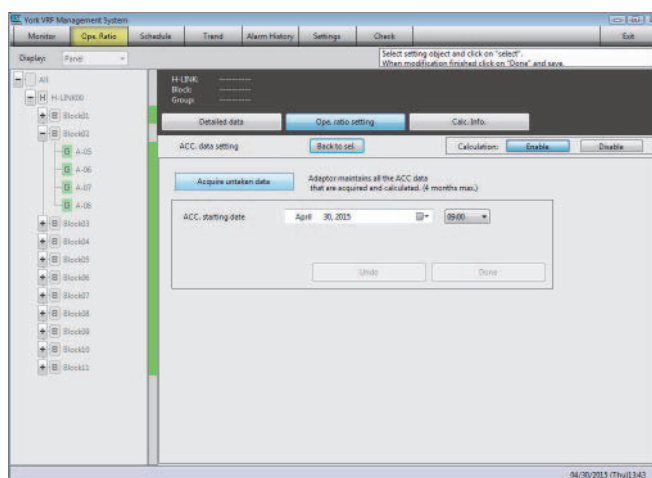 York VRF Management System
Monitor Ope. Ratio Schedule Trend Alarm History Settings Check Exit
Display: Panel
Select setting object and click on "select".
When modification finished click on "Done" and save.
All
H H-LINK00
B Block01
B Block02
G A-05
G A-06
G A-07
G A-08
B Block03
B Block04
B Block05
B Block06
B Block07
B Block08
B Block09
B Block10
B Block11
H-LINK: ----------
Block: ----------
Group: ----------
Detailed data Ope. ratio setting Calc. Info.
ACC. data setting Back to sel. Calculation: Enable Disable
Acquire untaken data
Adaptor maintains all the ACC data
that are acquired and calculated. (4 months max.)
ACC. starting date April 30, 2015 09:00
Undo Done
04/30/2015 (Thu)13:43